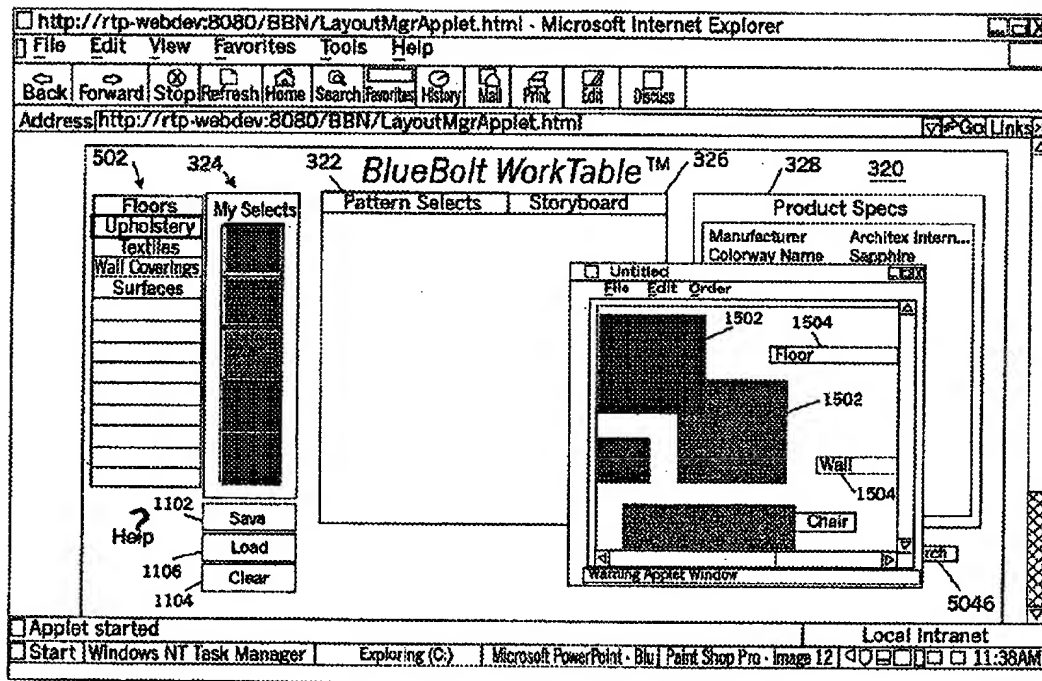 http://rtp-webdev:8080/BBN/LayoutMgrApplet.html - Microsoft Internet Explorer
File Edit View Favorites Tools Help
Back Forward Stop Refresh Home Search Favorites History Mail Print Edit Discuss
Address http://rtp-webdev:8080/BBN/LayoutMgrApplet.html Go Links
502 324 322 BlueBolt WorkTable™ 326 328 320
Floors
Upholstery
Textiles
Wall Coverings
Surfaces
My Selects
Pattern Selects Storyboard
Product Specs
Manufacturer Architex Intern...
Colorway Name Sapphire
Untitled
File Edit Order
1502 1504
Floor
1502
Wall
1504
Chair
Warning Applet Window
rch
5046
1102 Save
Help ?
1106 Load
1104 Clear
Applet started Local intranet
Start Windows NT Task Manager Exploring (C:) Microsoft PowerPoint - Blu Paint Shop Pro - Image 12 11:38AM